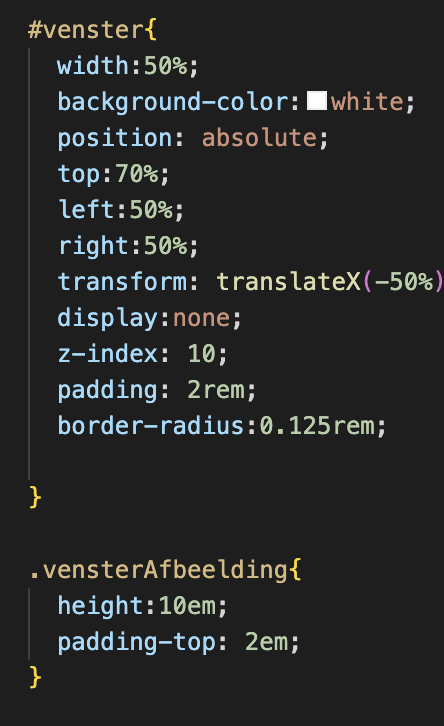 #venster{
width:50%;
background-color:white;
position: absolute;
top:70%;
left:50%;
right:50%;
transform: translateX(-50%)
display:none;
z-index: 10;
padding: 2rem;
border-radius:0.125rem;
}
.vensterAfbeelding{
height:10em;
padding-top: 2em;
}